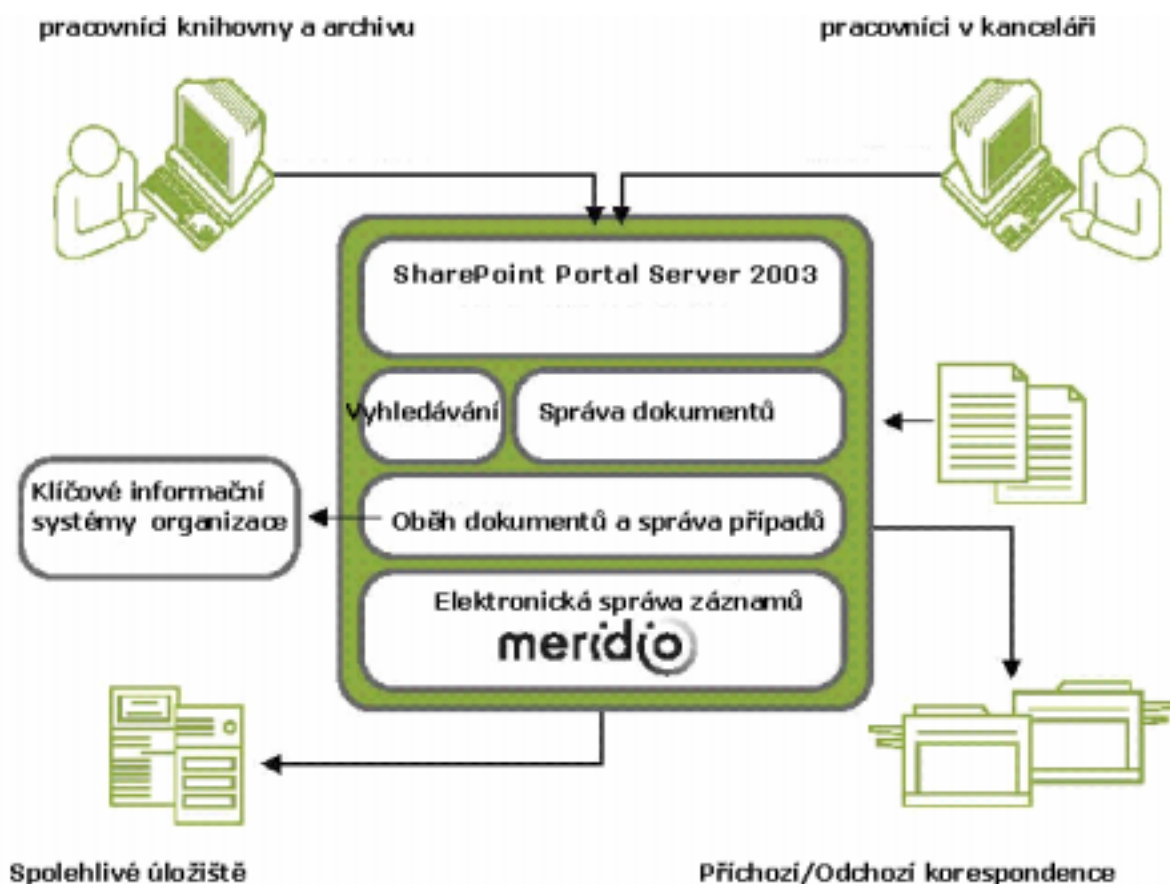 pracovníci knihovny a archivu
pracovníci v kanceláři
SharePoint Portal Server 2003
Vyhledávání
Správa dokumentů
Klíčové informační
systémy organizace
Oběh dokumentů a správa případů
Elektronická správa záznamů
meridio
Spolehlivé úložiště
Příchozí/Odchozí korespondence